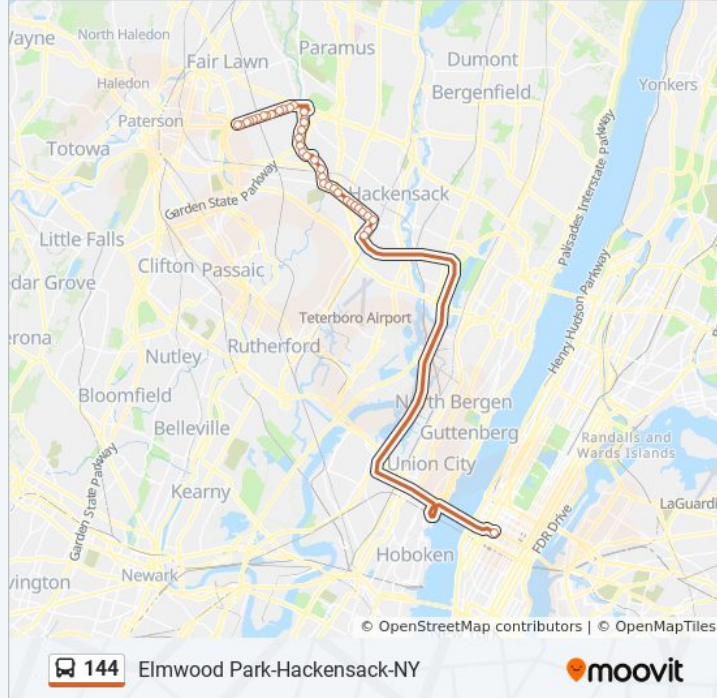 North Haledon
Wayne
Fair Lawn
Paramus
Dumont
Haledon
Bergenfield
Yonkers
Paterson
Totowa
Garden State Parkway
Hackensack
Palisades Interstate Parkway
Little Falls
Clifton
Passaic
dar Grove
Henry Hudson Parkway
Teterboro Airport
erona
Rutherford
Nutley
Bloomfield
North Bergen
Belleville
Guttenberg
Randalls and
Wards Islands
Union City
Garden State Parkway
Kearny
LaGuardi
FDR Drive
Hoboken
Newark
vington
© OpenStreetMap contributors | © OpenMapTiles
144 Elmwood Park-Hackensack-NY
moovit